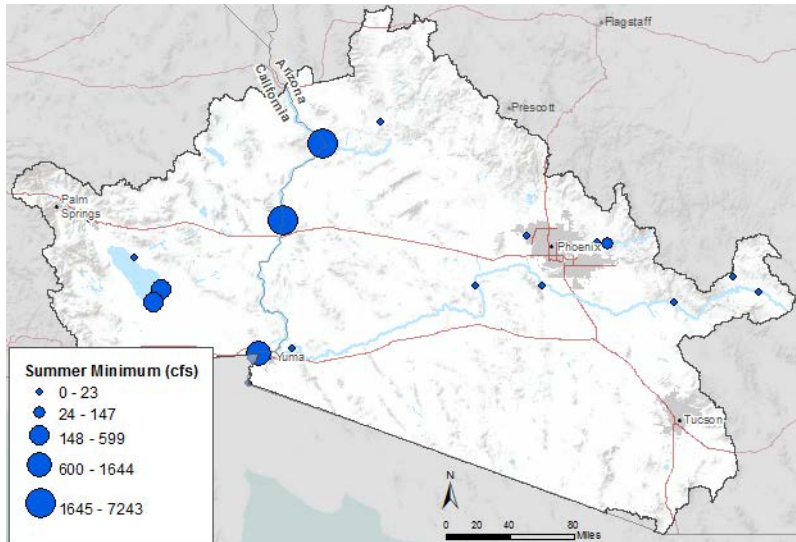 Flagstaff
Arizona
California
Prescott
Palm
Springs
Phoenix
Yuma
Tucson
Summer Minimum (cfs)
0 - 23
24 - 147
148 - 599
600 - 1644
1645 - 7243
N
0 20 40 80
Miles